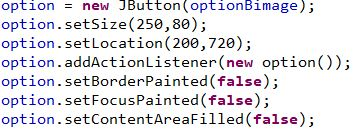 option = new JButton(optionBimage);
option.setSize(250,80);
option.setLocation(200,720);
option.addActionListener(new option());
option.setBorderPainted(false);
option.setFocusPainted(false);
option.setContentAreaFilled(false);